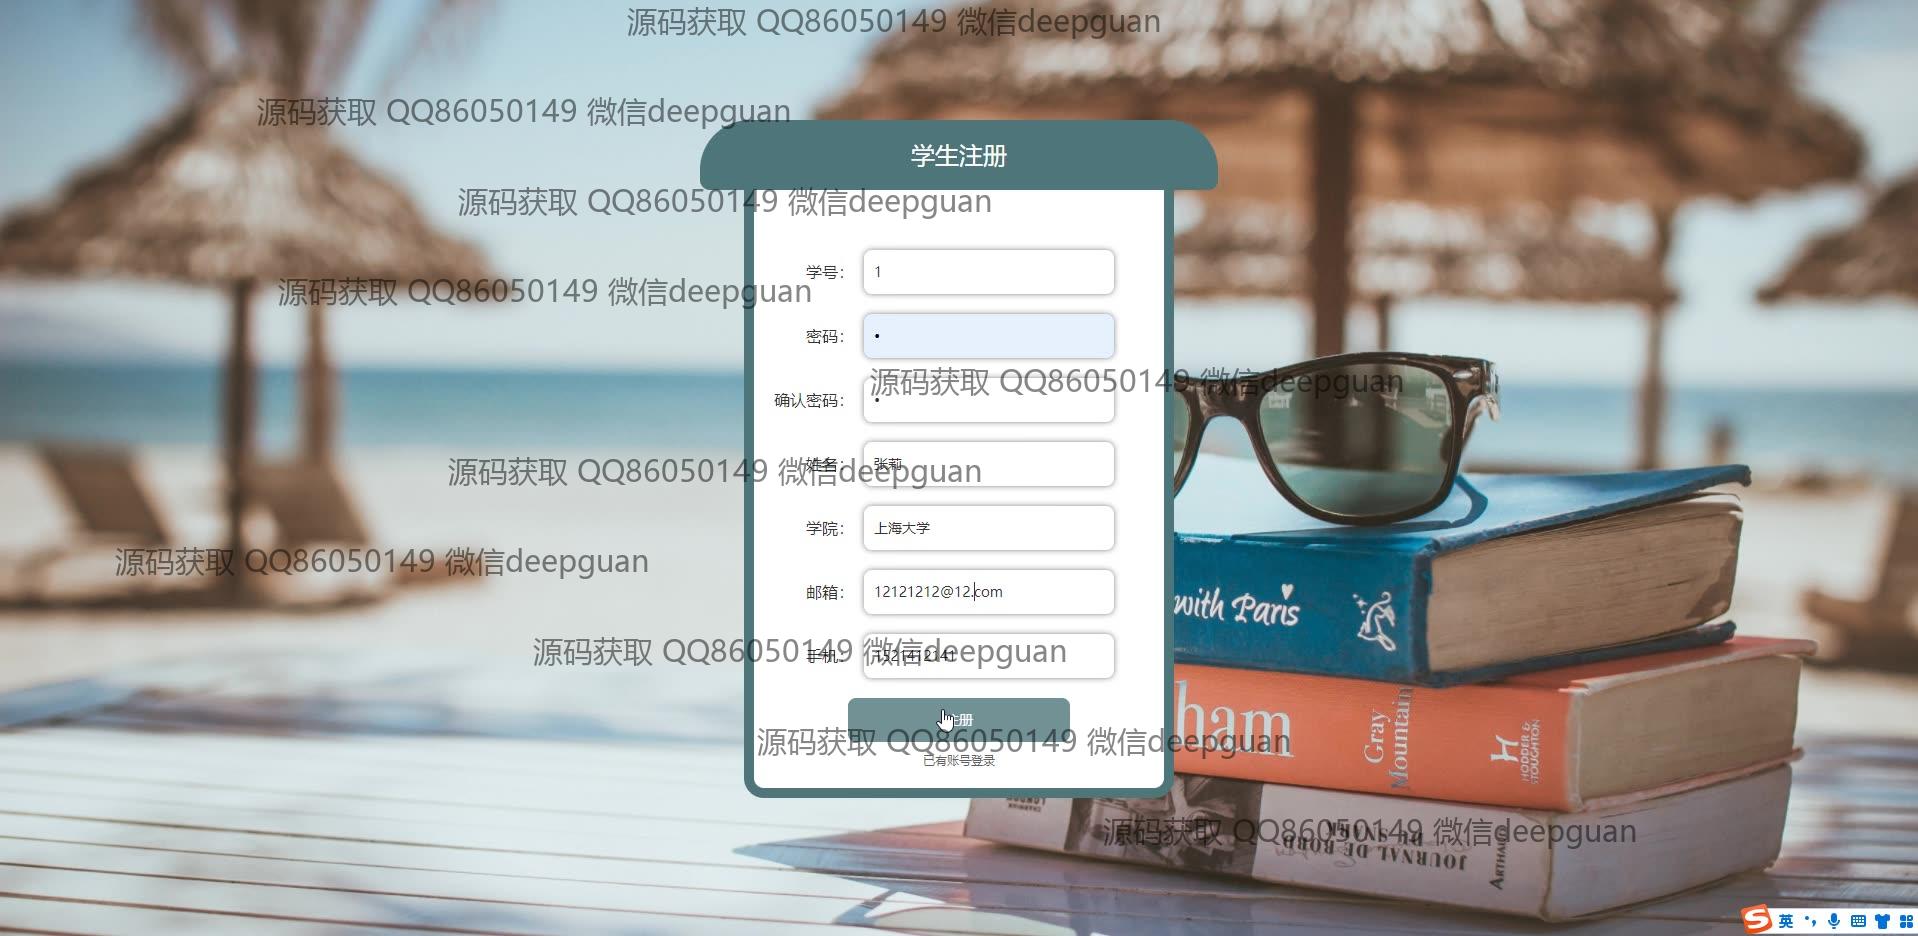 源码获取 QQ86050149 微信deepguan
源码获取 QQ86050149 微信deepguan
学生注册
源码获取 QQ86050149 微信deepguan
学号： 1
源码获取 QQ86050149 微信deepguan
密码： •
源码获取 QQ86050149 微信deepguan
确认密码： •
姓名： 张莉
源码获取 QQ86050149 微信deepguan
学院： 上海大学
源码获取 QQ86050149 微信deepguan
邮箱： 12121212@12.com
with Paris
源码获取 QQ86050149 微信deepguan
手机：
注册
ham
Gray
Mountain
HODDER &
STOUGHTON
源码获取 QQ86050149 微信deepguan
已有账号登录
源码获取 QQ86050149 微信deepguan
JOURNAL DE BORD
ARTHAUD
英